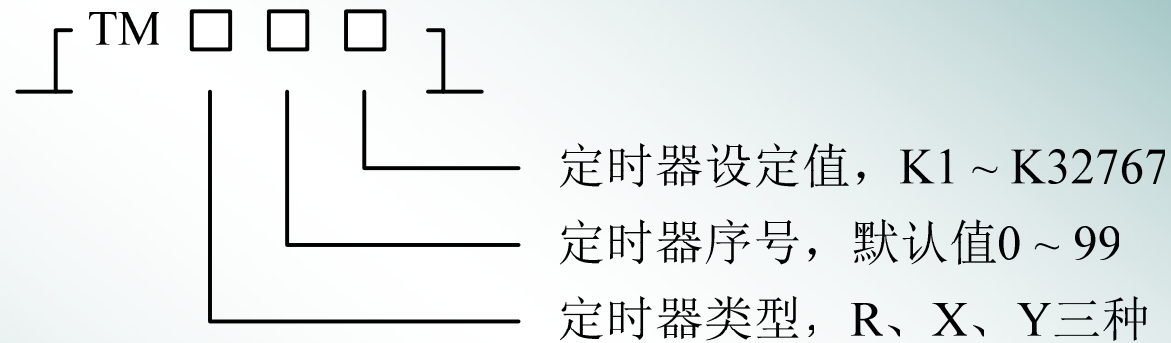 TM □ □ □
定时器设定值，K1 ~ K32767
定时器序号，默认值0 ~ 99
定时器类型，R、X、Y三种